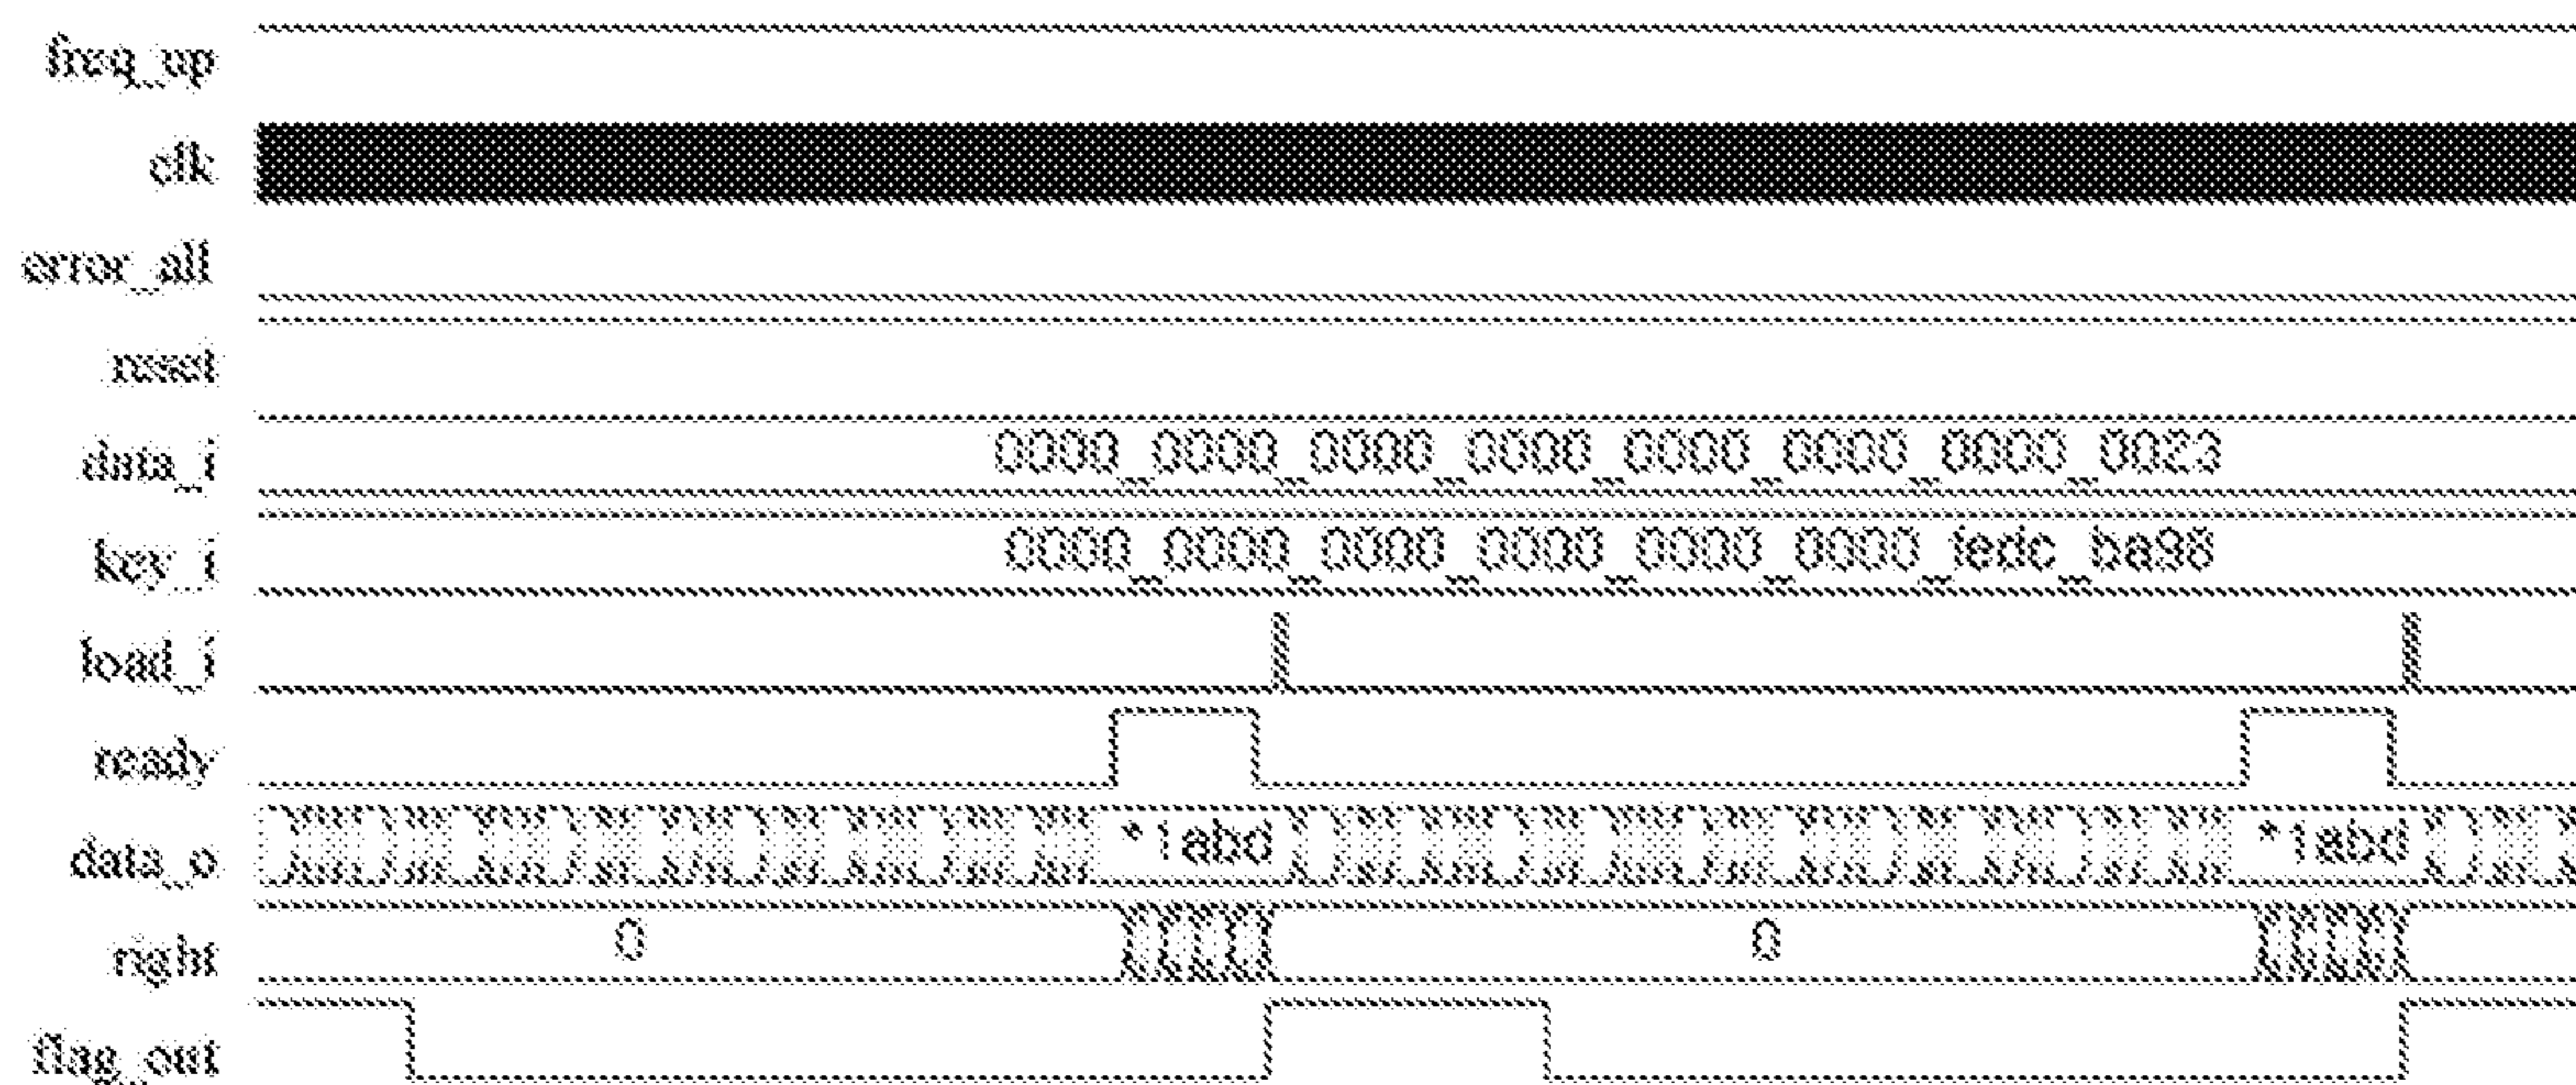 freq_up
clk
error_all
reset
data_i 0000_0000_0000_0000_0000_0000_0000_0023
key_i 0000_0000_0000_0000_0000_0000_fedc_ba98
load_i
ready
data_o *1abd *1abd
right 0 0
flag_out